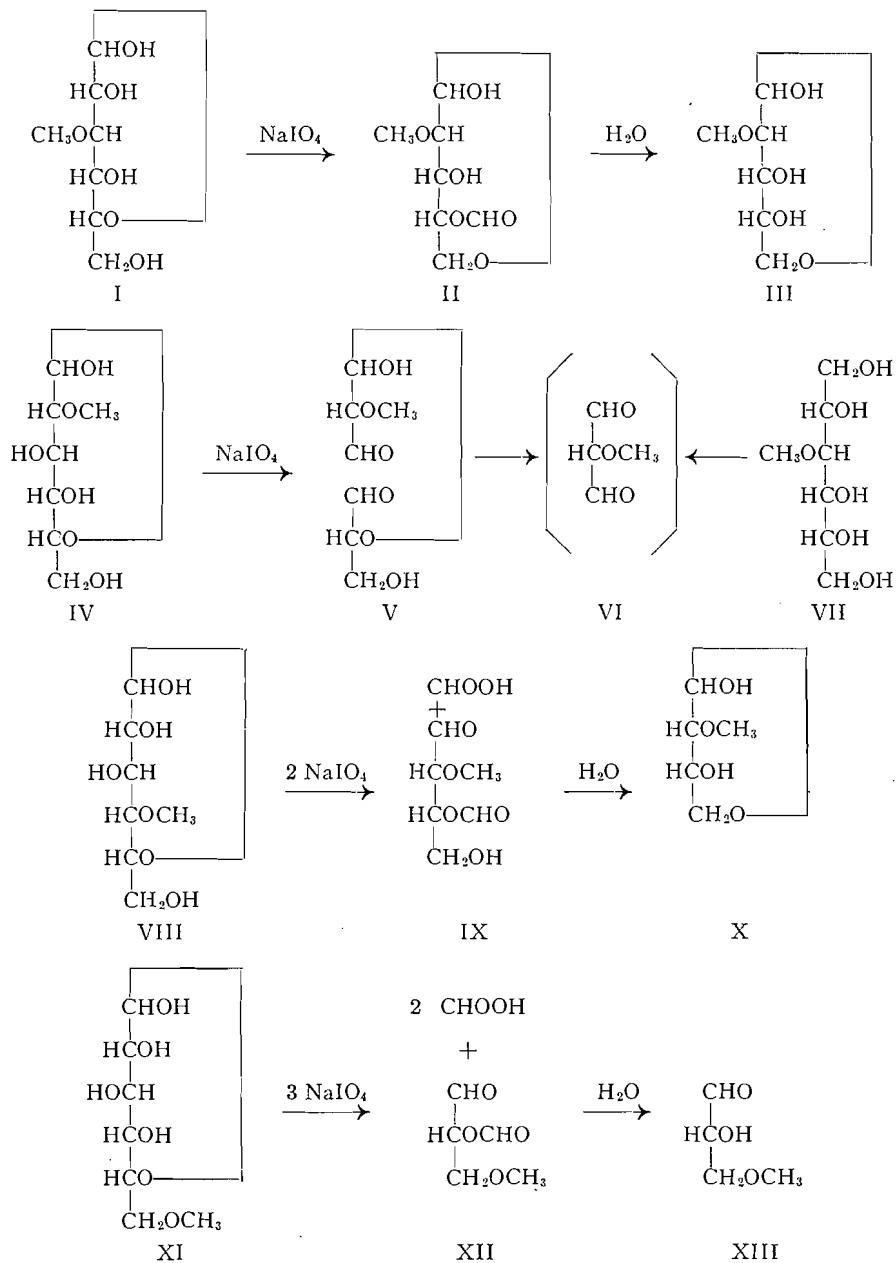 CHOH
HCOH
CH₃OCH
HCOH
HCO
CH₂OH
I
NaIO₄
CHOH
CH₃OCH
HCOH
HCOCHO
CH₂O
II
H₂O
CHOH
CH₃OCH
HCOH
HCOH
CH₂O
III
CHOH
HCOCH₃
HOCH
HCOH
HCO
CH₂OH
IV
NaIO₄
CHOH
HCOCH₃
CHO
CHO
HCO
CH₂OH
V
CHO
HCOCH₃
CHO
VI
CH₂OH
HCOH
CH₃OCH
HCOH
HCOH
CH₂OH
VII
CHOH
HCOH
HOCH
HCOCH₃
HCO
CH₂OH
VIII
2 NaIO₄
CHOOH
+
CHO
HCOCH₃
HCOCHO
CH₂OH
IX
H₂O
CHOH
HCOCH₃
HCOH
CH₂O
X
CHOH
HCOH
HOCH
HCOH
HCO
CH₂OCH₃
XI
3 NaIO₄
2 CHOOH
+
CHO
HCOCHO
CH₂OCH₃
XII
H₂O
CHO
HCOH
CH₂OCH₃
XIII